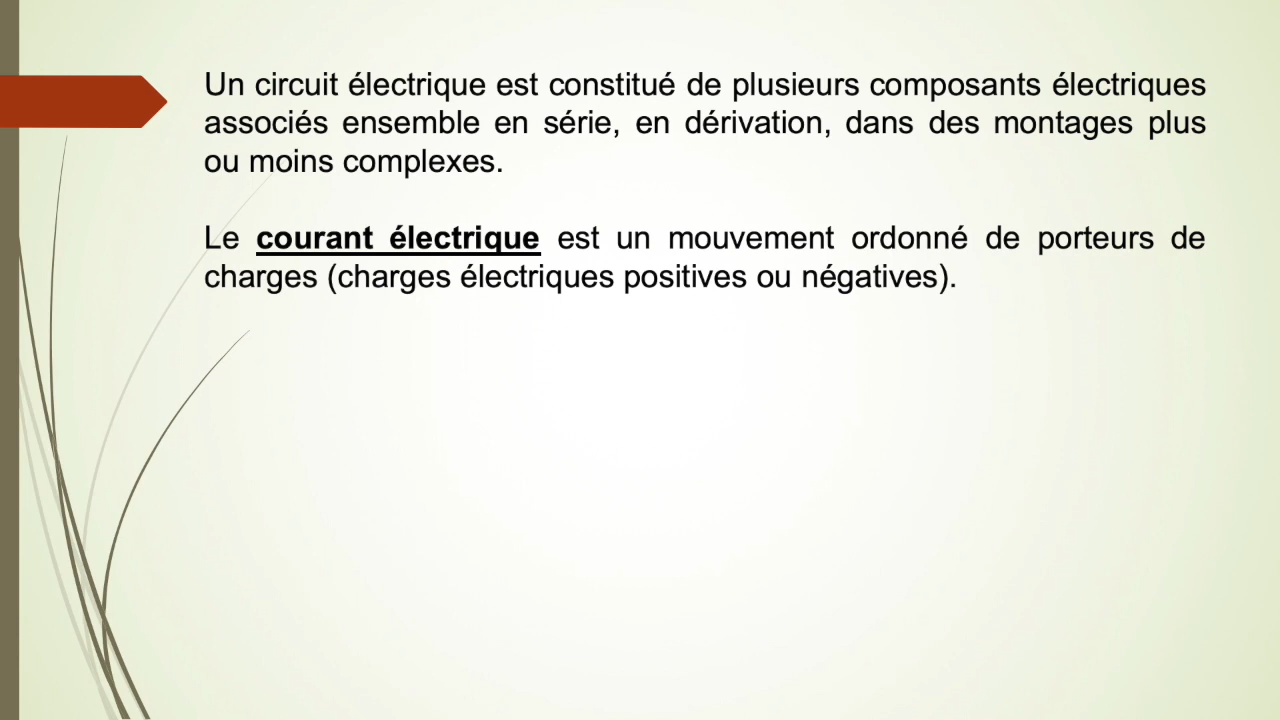 Un circuit électrique est constitué de plusieurs composants électriques
associés ensemble en série, en dérivation, dans des montages plus
ou moins complexes.
Le courant électrique est un mouvement ordonné de porteurs de
charges (charges électriques positives ou négatives).